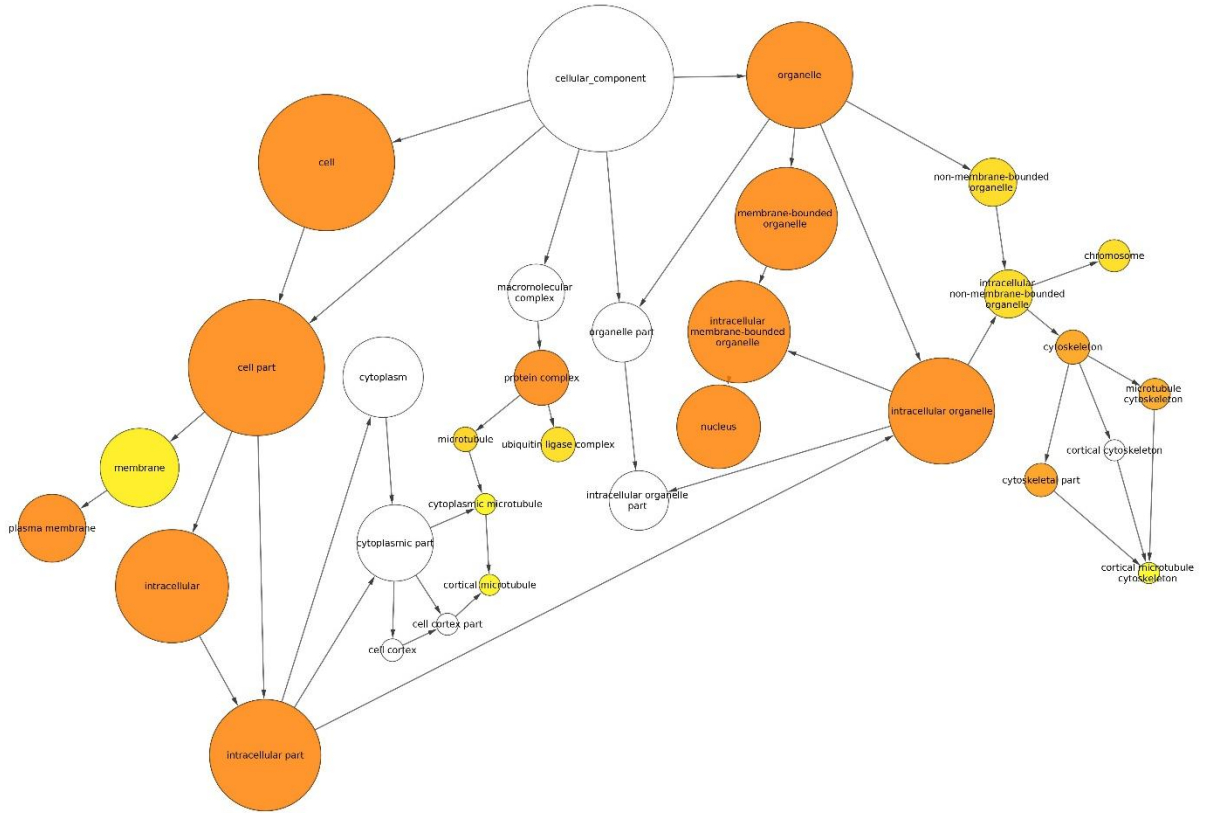 cellular_component
organelle
cell
non-membrane-bounded
organelle
membrane-bounded
organelle
chromosome
macromolecular
complex
intracellular
non-membrane-bounded
organelle
organelle part
intracellular
membrane-bounded
organelle
cytoskeleton
cell part
cytoplasm
protein complex
microtubule
cytoskeleton
intracellular organelle
nucleus
microtubule
ubiquitin ligase complex
cortical cytoskeleton
membrane
cytoskeletal part
intracellular organelle
part
cytoplasmic microtubule
plasma membrane
cytoplasmic part
cortical microtubule
cytoskeleton
intracellular
cortical microtubule
cell cortex part
cell cortex
intracellular part